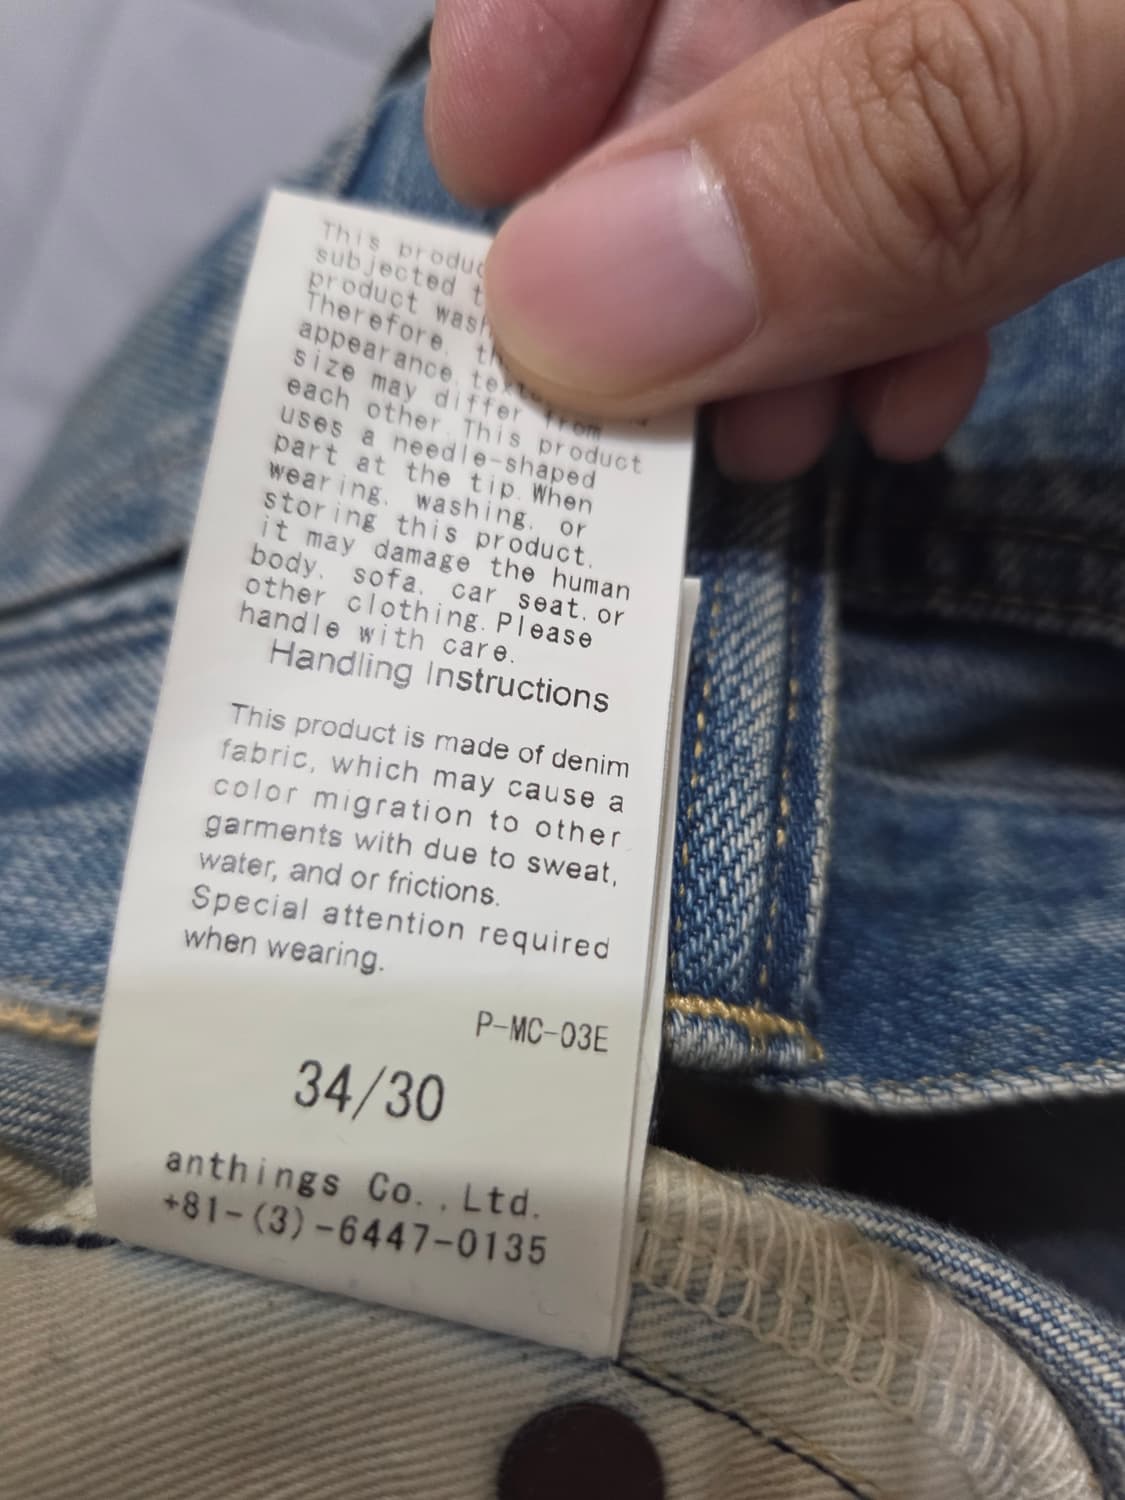 This
subjected
product
Therefore, th
appearance,
size may differ from
each other. This product
uses a needle-shaped
part at the tip. When
wearing, washing, or
storing this product,
it may damage the human
body, sofa, car seat, or
other clothing. Please
handle with care.
Handling Instructions
This product is made of denim
fabric, which may cause a
color migration to other
garments with due to sweat,
water, and or frictions.
Special attention required
when wearing.
P-MC-03E
34/30
anthings Co., Ltd.
+81-(3)-6447-0135